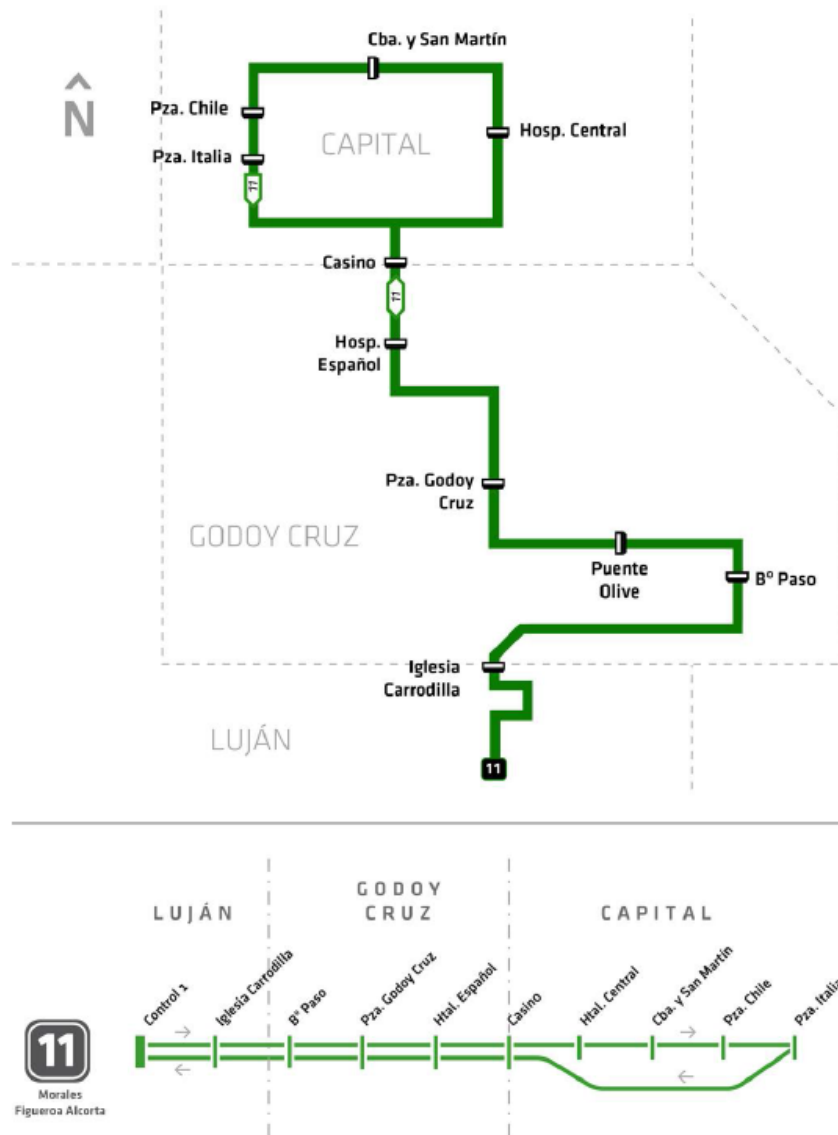 Cba. y San Martín
N
Pza. Chile
Hosp. Central
CAPITAL
Pza. Italia
11
Casino
11
Hosp.
Español
Pza. Godoy
Cruz
GODOY CRUZ
Puente
Olive
Bº Paso
Iglesia
Carrodilla
LUJÁN
11
LUJÁN
GODOY
CRUZ
CAPITAL
Control 1
Iglesia Carrodilla
Bº Paso
Pza. Godoy Cruz
Htal. Español
Casino
Htal. Central
Cba. y San Martín
Pza. Chile
Pza. Italia
11
Morales
Figueroa Alcorta